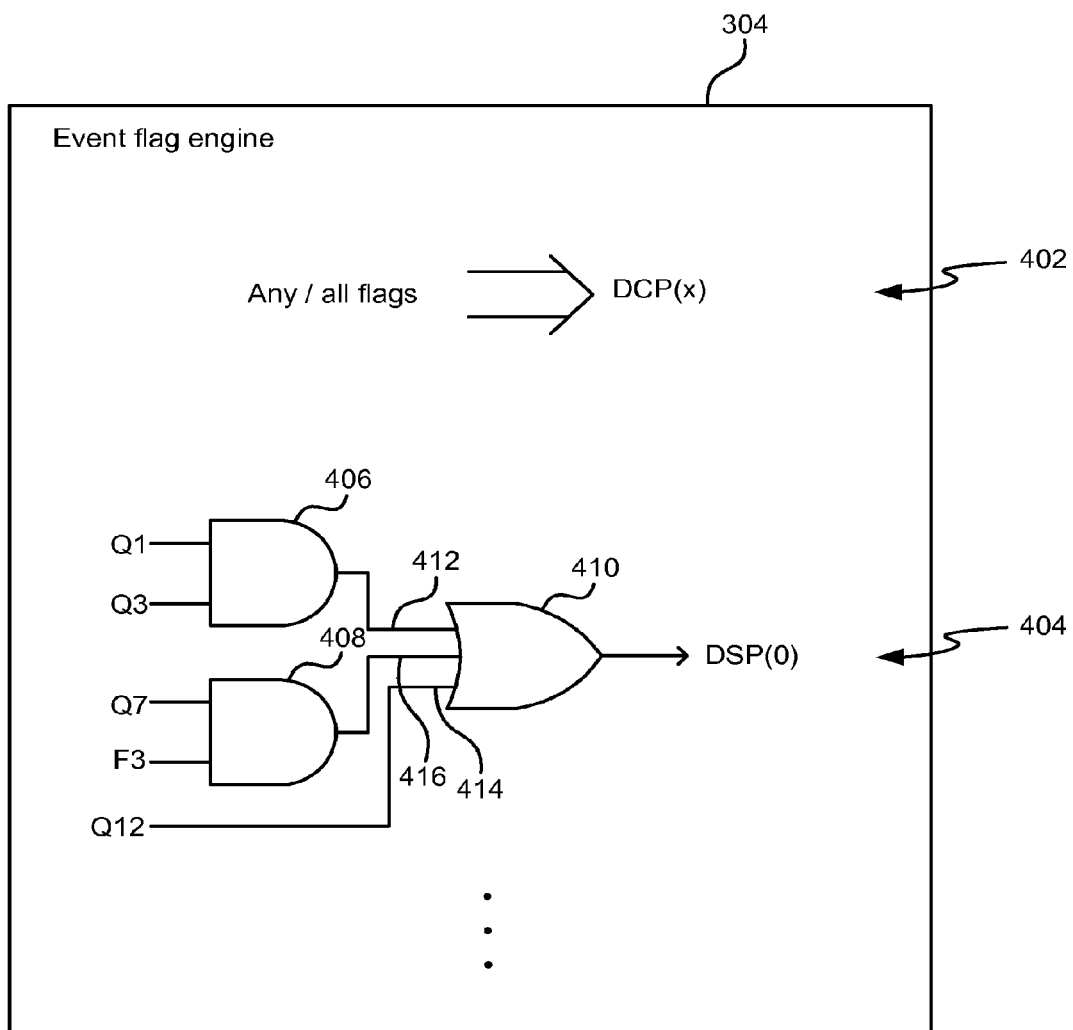 304
Event flag engine
402
Any / all flags
DCP(x)
406
Q1
412
410
Q3
404
408
DSP(0)
Q7
F3
416
414
Q12